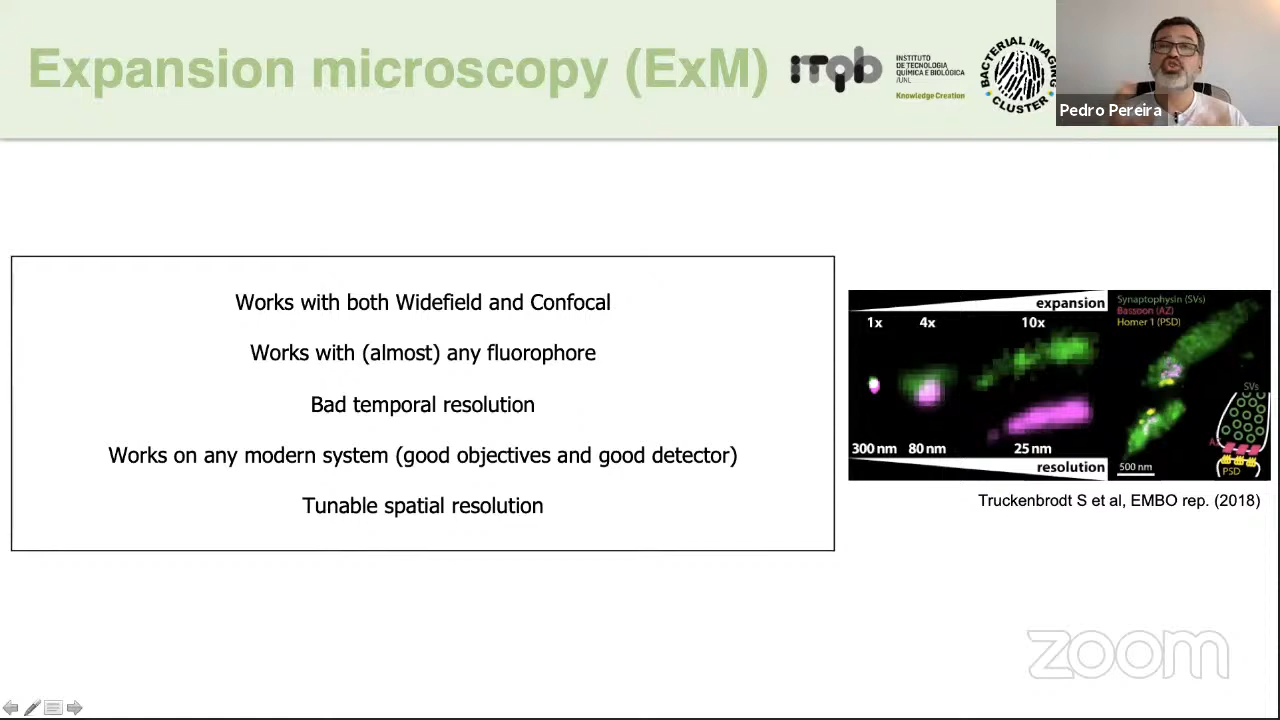 Expansion microscopy (ExM)
iTqb
INSTITUTO
DE TECNOLOGIA
QUÍMICA E BIOLÓGICA
/UNL
Knowledge Creation
BACTERIAL IMAGING
CLUSTER
Pedro Pereira
Works with both Widefield and Confocal
Works with (almost) any fluorophore
Bad temporal resolution
Works on any modern system (good objectives and good detector)
Tunable spatial resolution
expansion
1x 4x 10x
300 nm 80 nm 25 nm
resolution
Synaptophysin (SVs)
Bassoon (AZ)
Homer 1 (PSD)
SVs
AZ
PSD
500 nm
Truckenbrodt S et al, EMBO rep. (2018)
zoom